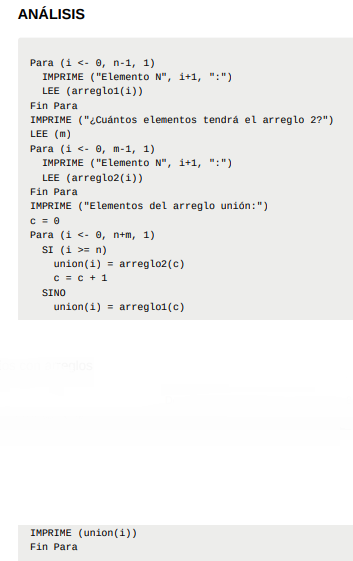 ANÁLISIS
Para (i <- 0, n-1, 1)
IMPRIME ("Elemento N", i+1, ":")
LEE (arreglo1(i))
Fin Para
IMPRIME ("¿Cuántos elementos tendrá el arreglo 2?")
LEE (m)
Para (i <- 0, m-1, 1)
IMPRIME ("Elemento N", i+1, ":")
LEE (arreglo2(i))
Fin Para
IMPRIME ("Elementos del arreglo unión:")
c = 0
Para (i <- 0, n+m, 1)
SI (i >= n)
union(i) = arreglo2(c)
c = c + 1
SINO
union(i) = arreglo1(c)
IMPRIME (union(i))
Fin Para